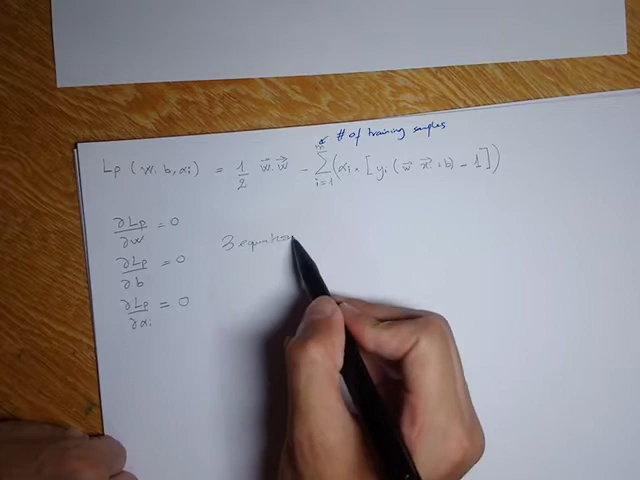 m # of training samples
Lp (w, b, αi) = 1/2 w⃗.w⃗ - Σ i=1 (αi * [yi (w⃗ x⃗i + b) - 1])
∂Lp/∂w = 0
3 equations
∂Lp/∂b = 0
∂Lp/∂αi = 0